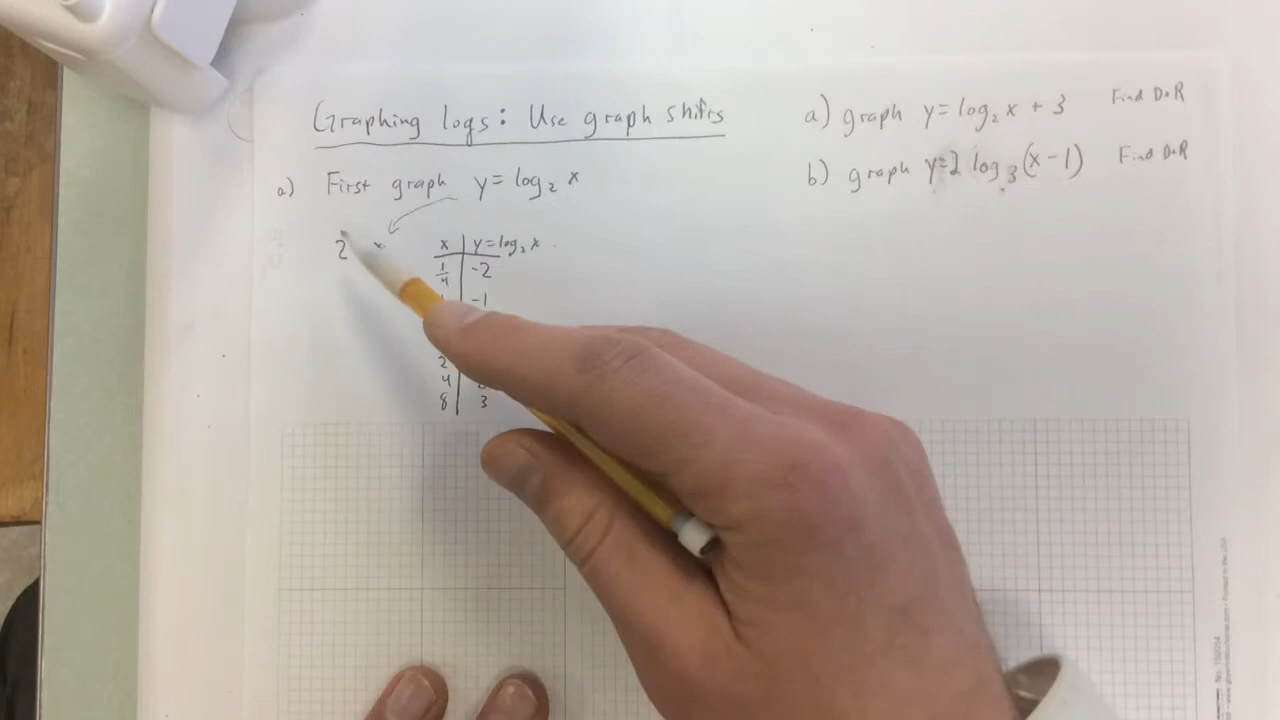 Graphing logs: Use graph shifts
a) First graph y = log₂ x
2 x
x | y = log₂ x
1/4 | -2
-1
2
4 2
8 | 3
a) graph y = log₂ x + 3 Find D+R
b) graph y=2 log₃ (x - 1) Find D+R